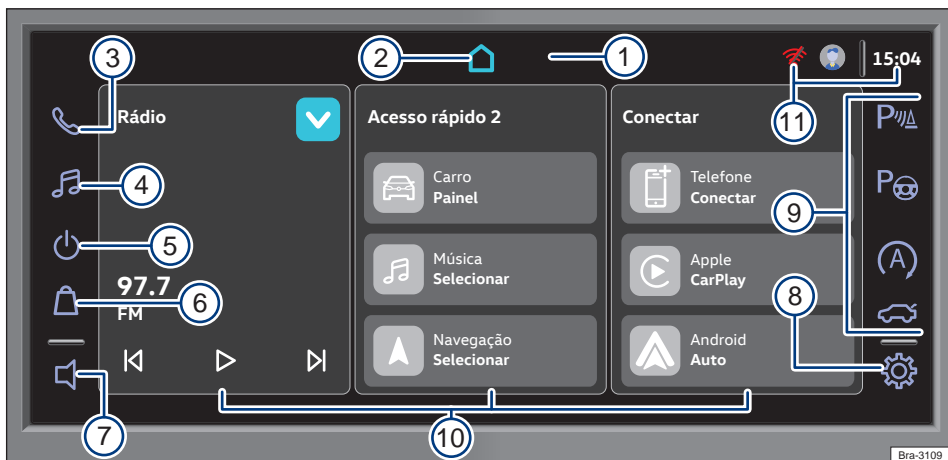 3
2
1
15:04
Rádio
Acesso rápido 2
Conectar
11
P
4
Carro
Painel
Telefone
Conectar
P
9
5
Música
Selecionar
Apple
CarPlay
A
97.7
FM
6
8
Navegação
Selecionar
Android
Auto
7
10
Bra-3109